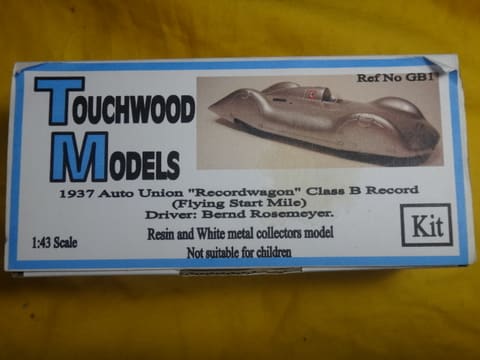 Ref No GB1
TOUCHWOOD
MODELS
1937 Auto Union "Recordwagon" Class B Record
(Flying Start Mile)
Driver: Bernd Rosemeyer.
Resin and White metal collectors model
1:43 Scale
Not suitable for children
Kit